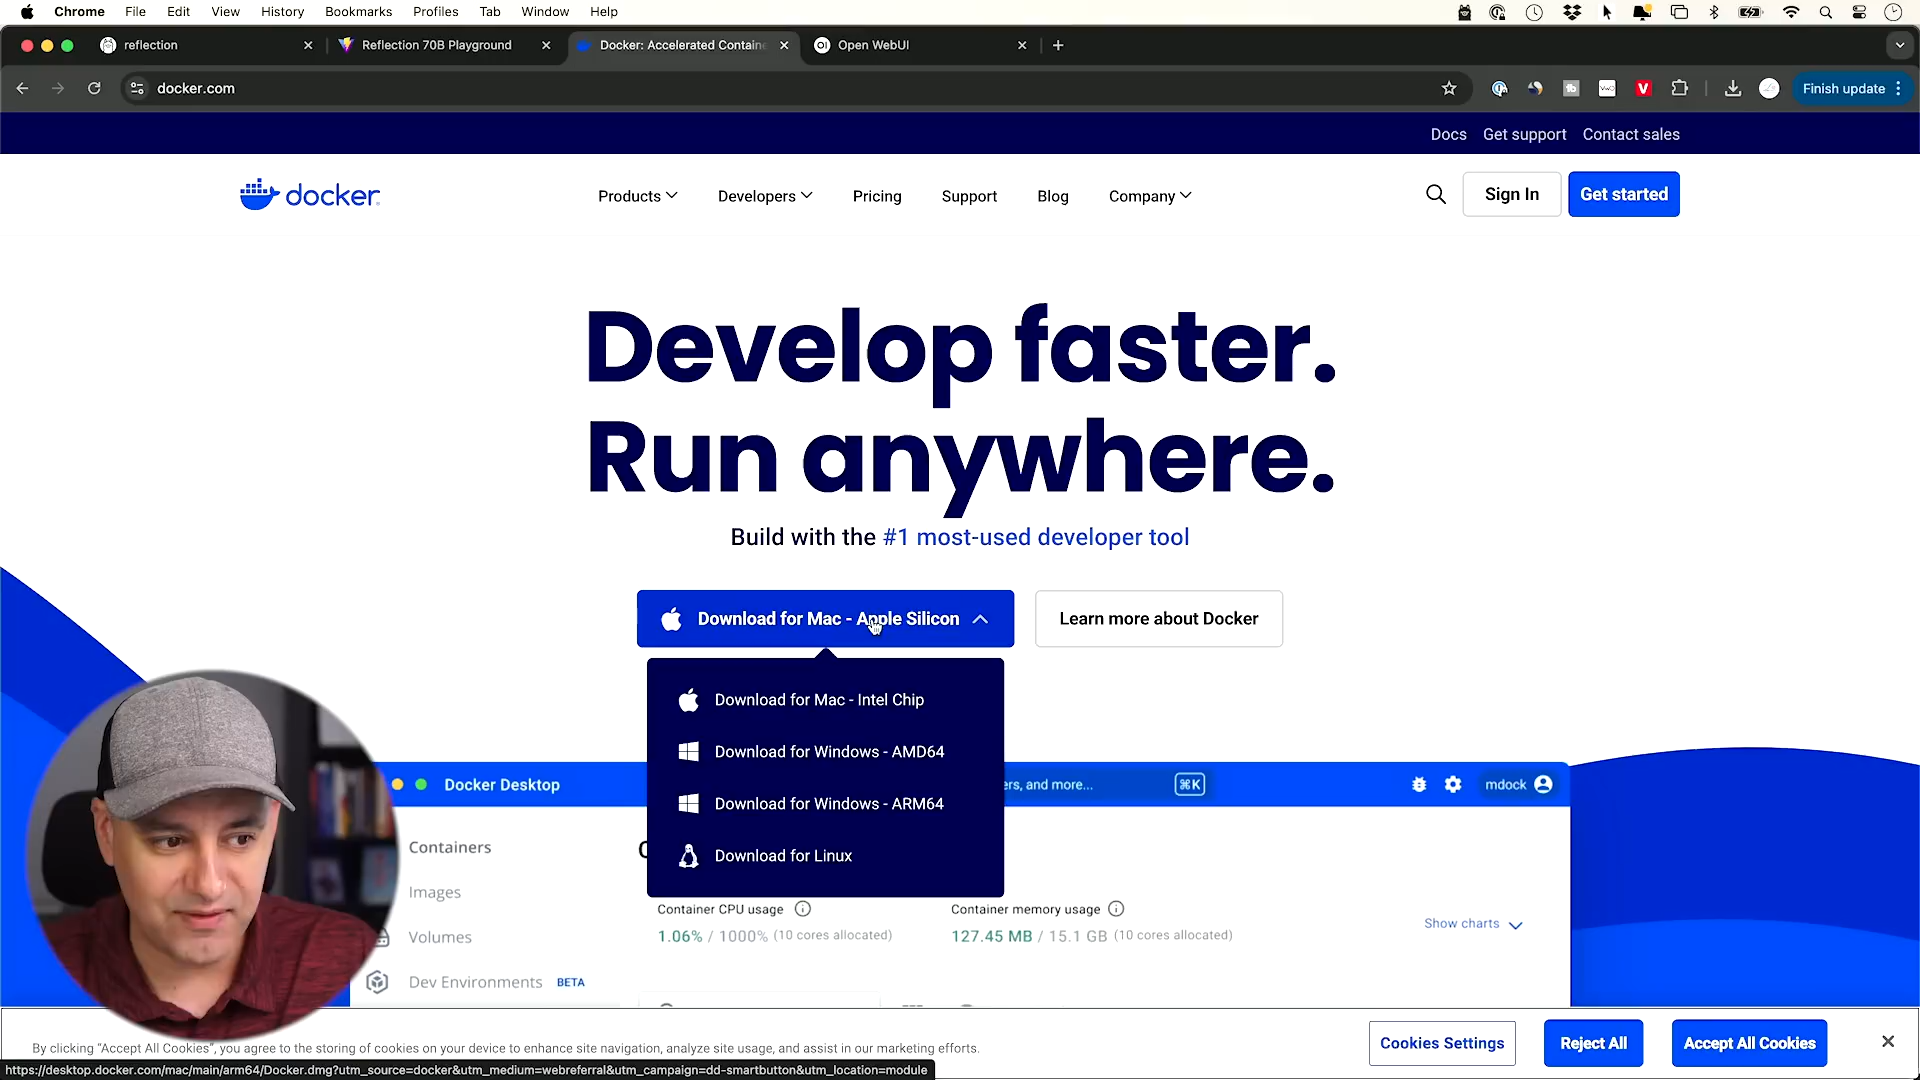 Chrome File Edit View History Bookmarks Profiles Tab Window Help
reflection
Reflection 70B Playground
Docker: Accelerated Contain
Open WebUI
docker.com
Finish update
Docs Get support Contact sales
docker
Products Developers Pricing Support Blog Company
Sign In
Get started
Develop faster.
Run anywhere.
Build with the #1 most-used developer tool
Download for Mac - Apple Silicon
Learn more about Docker
Download for Mac - Intel Chip
Download for Windows - AMD64
Download for Windows - ARM64
Download for Linux
Docker Desktop
ers, and more...
⌘K
mdock
Containers
Images
Volumes
Dev Environments BETA
Container CPU usage
1.06% / 1000% (10 cores allocated)
Container memory usage
127.45 MB / 15.1 GB (10 cores allocated)
Show charts
By clicking "Accept All Cookies", you agree to the storing of cookies on your device to enhance site navigation, analyze site usage, and assist in our marketing efforts.
Cookies Settings
Reject All
Accept All Cookies
https://desktop.docker.com/mac/main/arm64/Docker.dmg?utm_source=docker&utm_medium=webreferral&utm_campaign=dd-smartbutton&utm_location=module